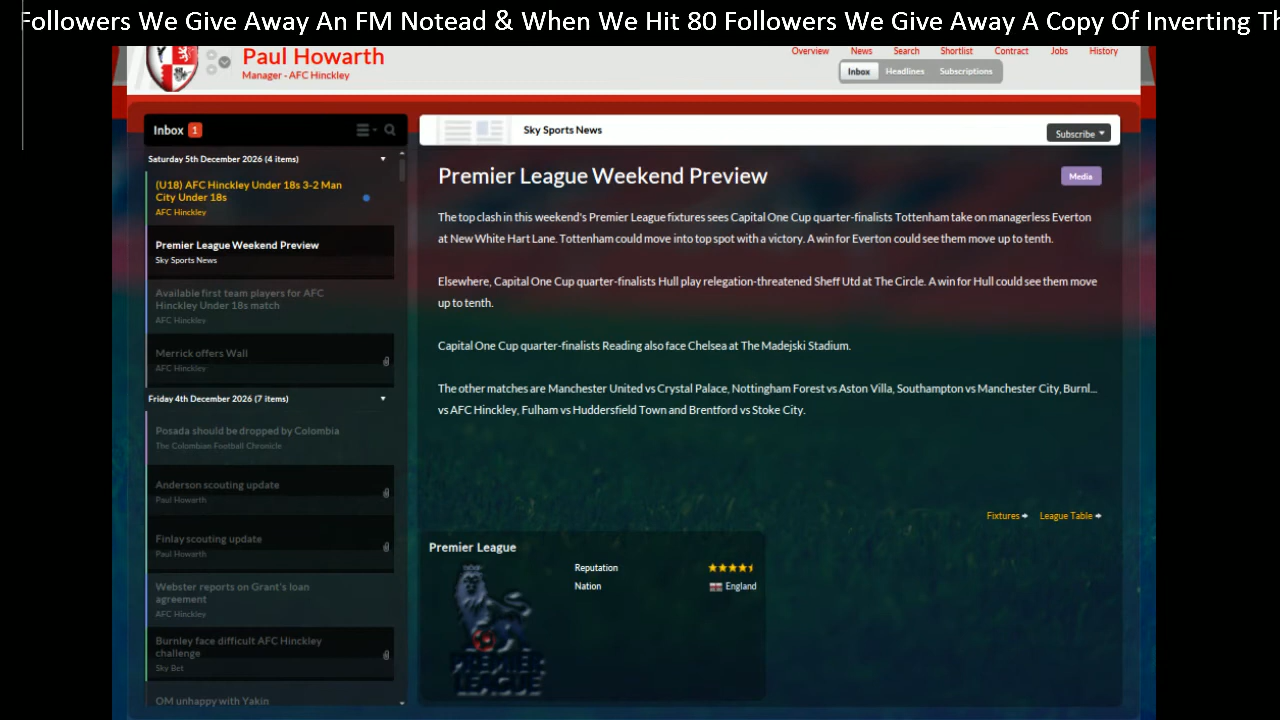 Followers We Give Away An FM Notead & When We Hit 80 Followers We Give Away A Copy Of Inverting Th
Paul Howarth
Manager - AFC Hinckley
Overview News Search Shortlist Contract Jobs History
Inbox Headlines Subscriptions
Inbox 1
Saturday 5th December 2026 (4 items)
(U18) AFC Hinckley Under 18s 3-2 Man
City Under 18s
AFC Hinckley
Premier League Weekend Preview
Sky Sports News
Available first team players for AFC
Hinckley Under 18s match
AFC Hinckley
Merrick offers Wall
AFC Hinckley
Friday 4th December 2026 (7 items)
Posada should be dropped by Colombia
The Colombian Football Chronicle
Anderson scouting update
Paul Howarth
Finlay scouting update
Paul Howarth
Webster reports on Grant's loan
agreement
AFC Hinckley
Burnley face difficult AFC Hinckley
challenge
Sky Bet
OM unhappy with Yakin
Sky Sports News
Subscribe
Premier League Weekend Preview
Media
The top clash in this weekend's Premier League fixtures sees Capital One Cup quarter-finalists Tottenham take on managerless Everton
at New White Hart Lane. Tottenham could move into top spot with a victory. A win for Everton could see them move up to tenth.
Elsewhere, Capital One Cup quarter-finalists Hull play relegation-threatened Sheff Utd at The Circle. A win for Hull could see them move
up to tenth.
Capital One Cup quarter-finalists Reading also face Chelsea at The Madejski Stadium.
The other matches are Manchester United vs Crystal Palace, Nottingham Forest vs Aston Villa, Southampton vs Manchester City, Burnl...
vs AFC Hinckley, Fulham vs Huddersfield Town and Brentford vs Stoke City.
Fixtures League Table
Premier League
Reputation
Nation England
PREMIER
LEAGUE